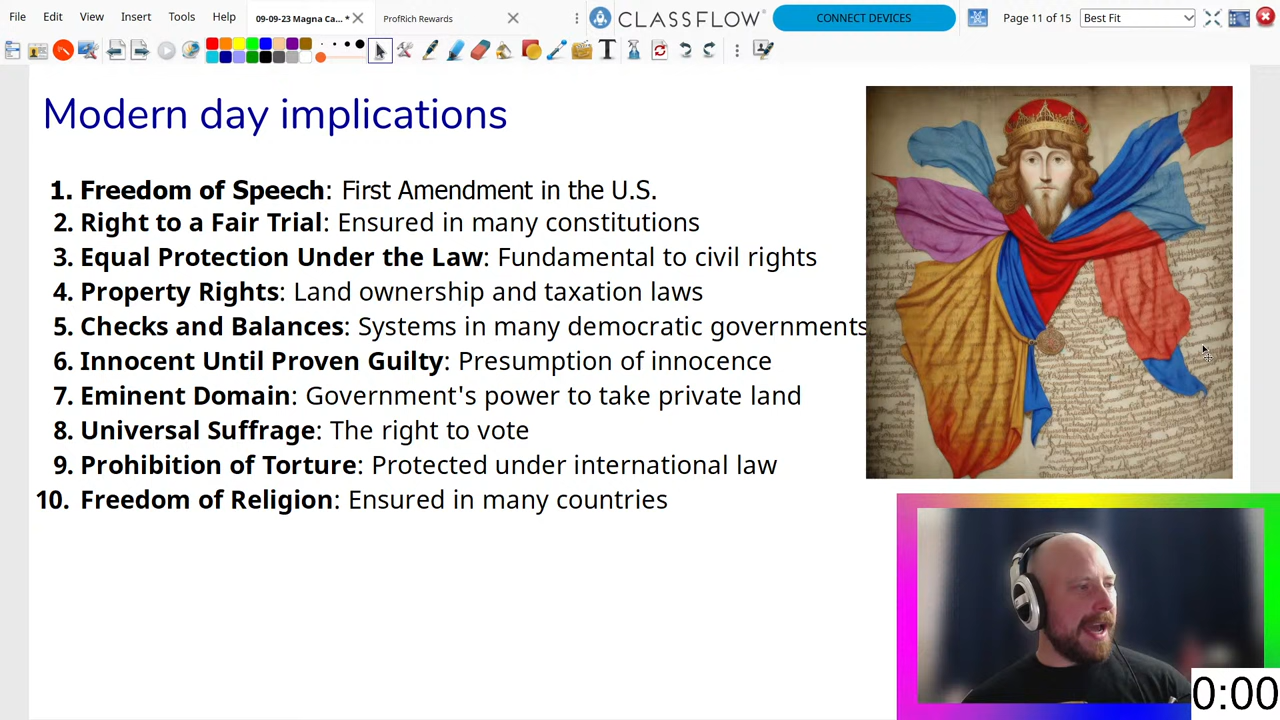 File Edit View Insert Tools Help
09-09-23 Magna Ca... *
ProfRich Rewards
CLASSFLOW
CONNECT DEVICES
Page 11 of 15
Best Fit
Modern day implications
1. Freedom of Speech: First Amendment in the U.S.
2. Right to a Fair Trial: Ensured in many constitutions
3. Equal Protection Under the Law: Fundamental to civil rights
4. Property Rights: Land ownership and taxation laws
5. Checks and Balances: Systems in many democratic governments
6. Innocent Until Proven Guilty: Presumption of innocence
7. Eminent Domain: Government's power to take private land
8. Universal Suffrage: The right to vote
9. Prohibition of Torture: Protected under international law
10. Freedom of Religion: Ensured in many countries
0:00